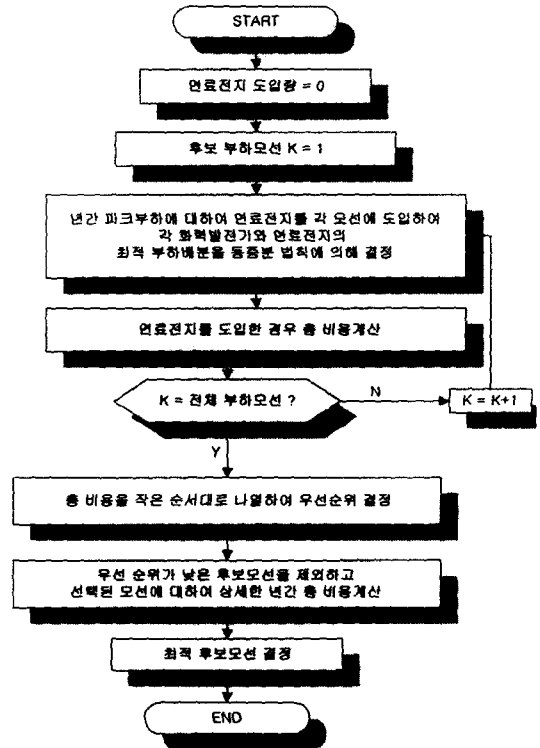 START
연료전지 도입량 = 0
후보 부하모선 K = 1
년간 파크부하에 대하여 연료전지를 각 모선에 도입하여
각 화력발전기와 연료전지의
최적 부하배분을 등증분 법칙에 의해 결정
연료전지를 도입한 경우 총 비용계산
K = 전체 부하모선 ?
N
K = K+1
Y
총 비용을 작은 순서대로 나열하여 우선순위 결정
우선 순위가 낮은 후보모선을 제외하고
선택된 모선에 대하여 상세한 년간 총 비용계산
최적 후보모선 결정
END